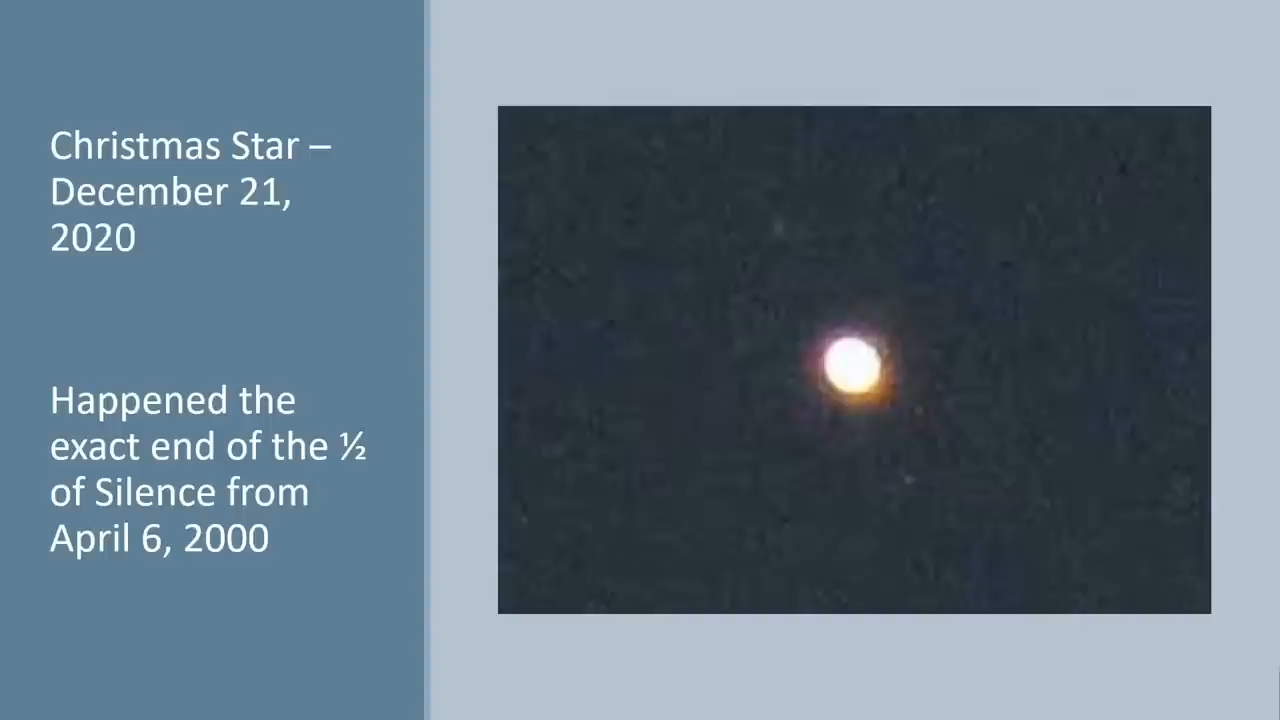 Christmas Star –
December 21,
2020
Happened the
exact end of the ½
of Silence from
April 6, 2000